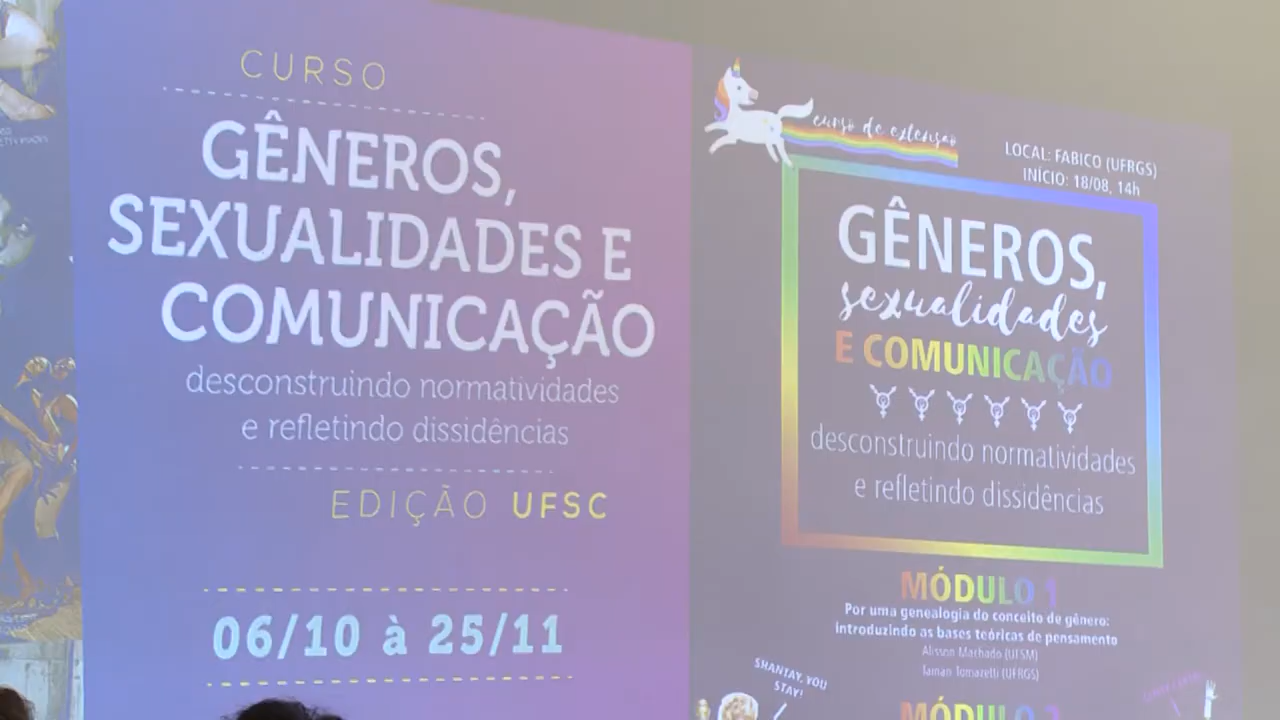 CURSO
GÊNEROS,
SEXUALIDADES E
COMUNICAÇÃO
desconstruindo normatividades
e refletindo dissidências
EDIÇÃO UFSC
06/10 à 25/11
curso de extensão
LOCAL: FABICO (UFRGS)
INÍCIO: 18/08, 14h
GÊNEROS,
sexualidades
E COMUNICAÇÃO
desconstruindo normatividades
e refletindo dissidências
MÓDULO 1
Por uma genealogia do conceito de gênero:
introduzindo as bases teóricas de pensamento
Alisson Machado (UFSM)
Iaman Tomazetti (UFRGS)
SHANTAY, YOU
STAY!
MÓDULO 2